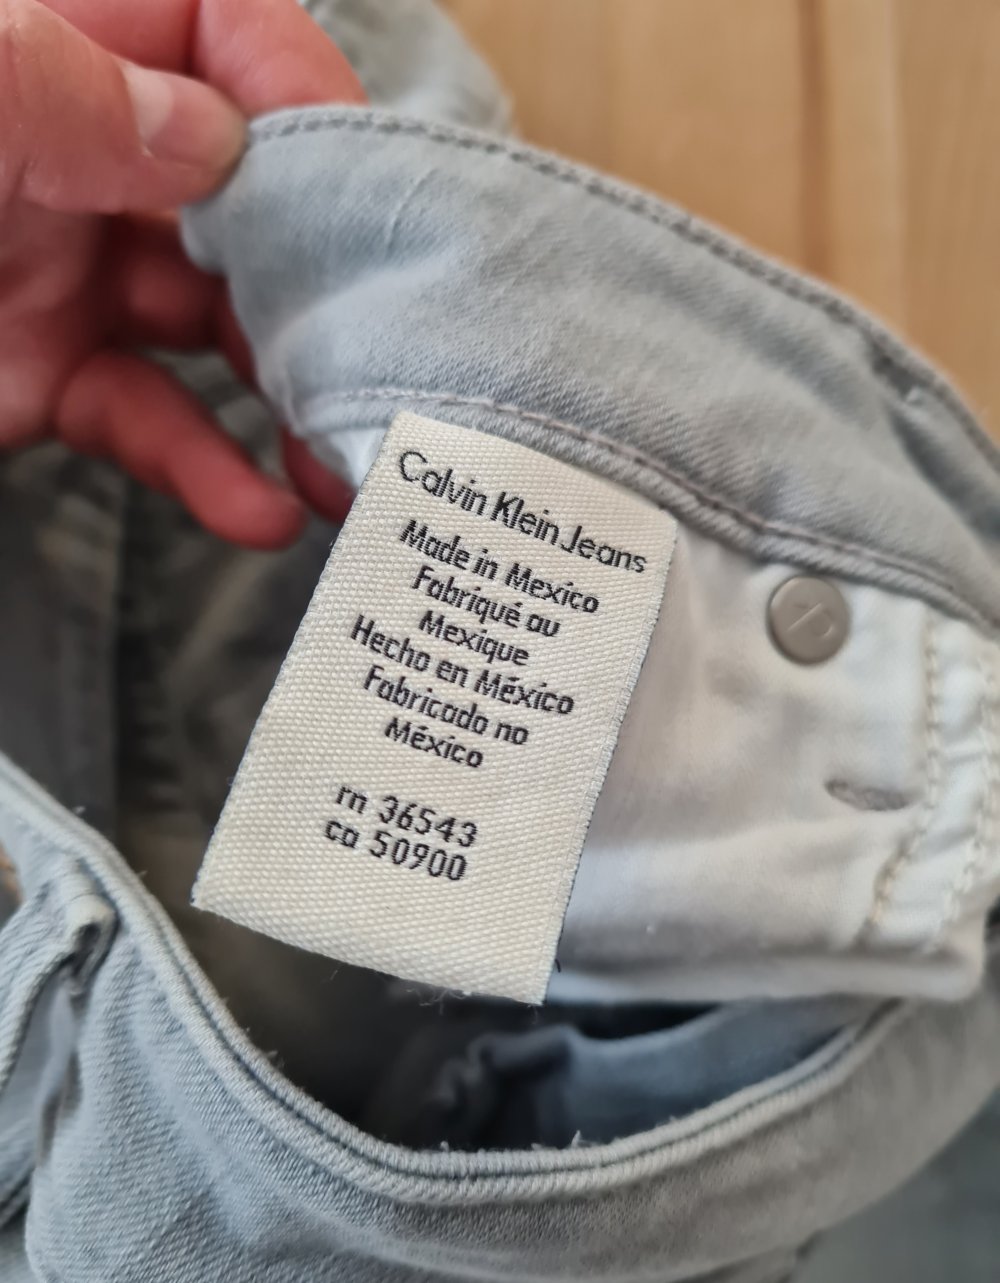 Calvin Klein Jeans
Made in Mexico
Fabriqué au
Mexique
Hecho en México
Fabricado no
México
rn 36543
ca 50900